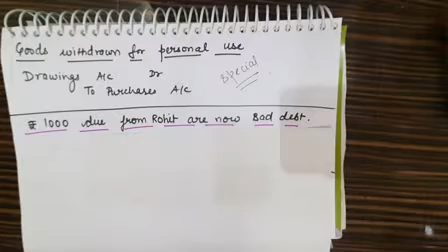 Goods withdrawn for personal use
Drawings A/c Dr
Special
To Purchases A/c
₹ 1000 due from Rohit are now Bad debt.